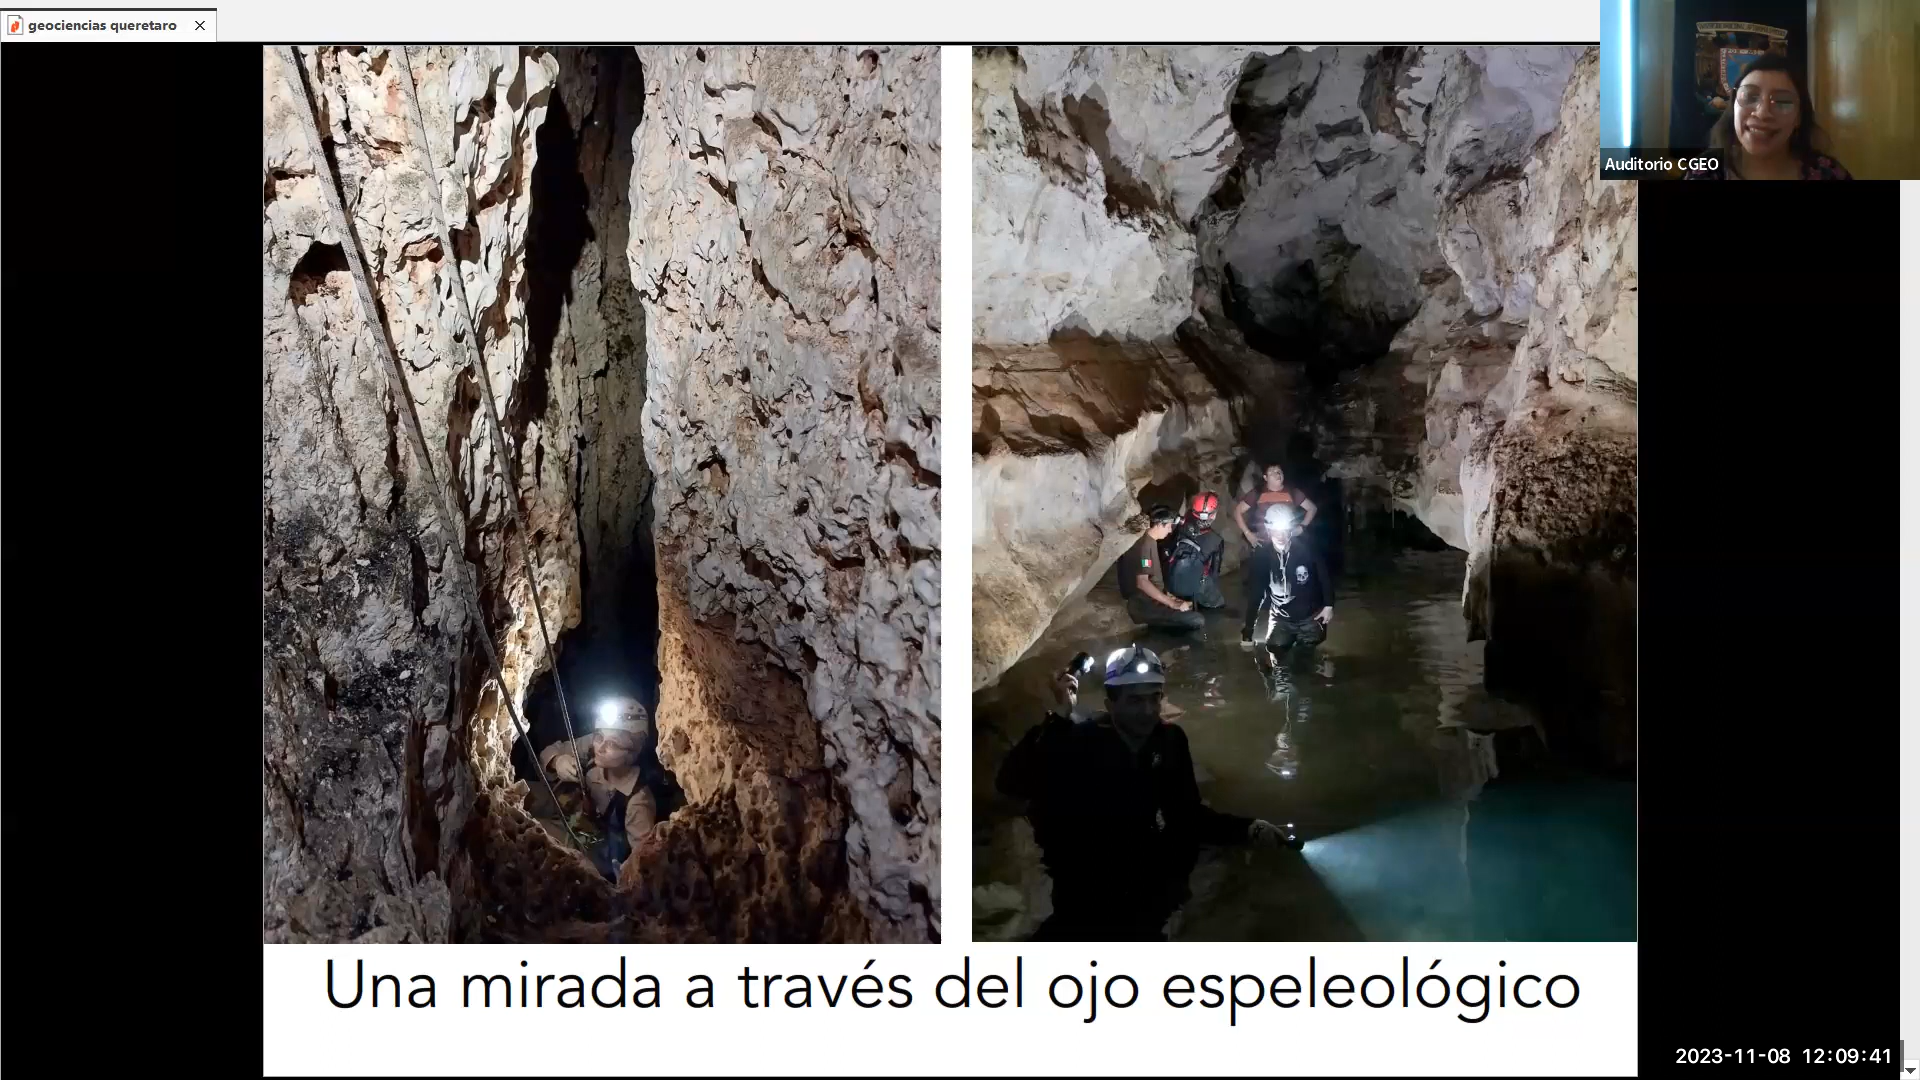 geociencias queretaro
Auditorio CGEO
Una mirada a través del ojo espeleológico
2023-11-08 12:09:41